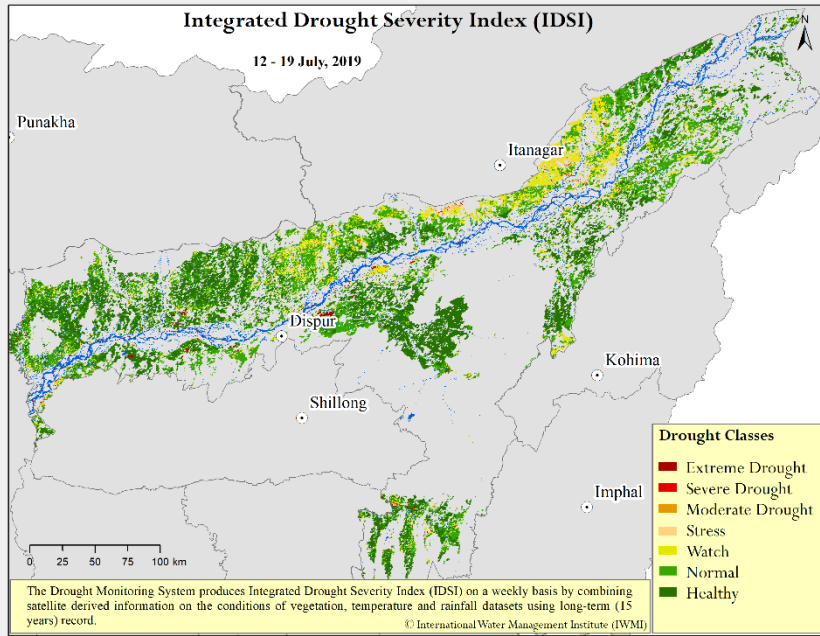 Integrated Drought Severity Index (IDSI)
12 - 19 July, 2019
N
Punakha
Itanagar
Dispur
Kohima
Shillong
Imphal
Drought Classes
Extreme Drought
Severe Drought
Moderate Drought
Stress
Watch
Normal
Healthy
0 25 50 75 100 km
The Drought Monitoring System produces Integrated Drought Severity Index (IDSI) on a weekly basis by combining
satellite derived information on the conditions of vegetation, temperature and rainfall datasets using long-term (15
years) record.
© International Water Management Institute (IWMI)